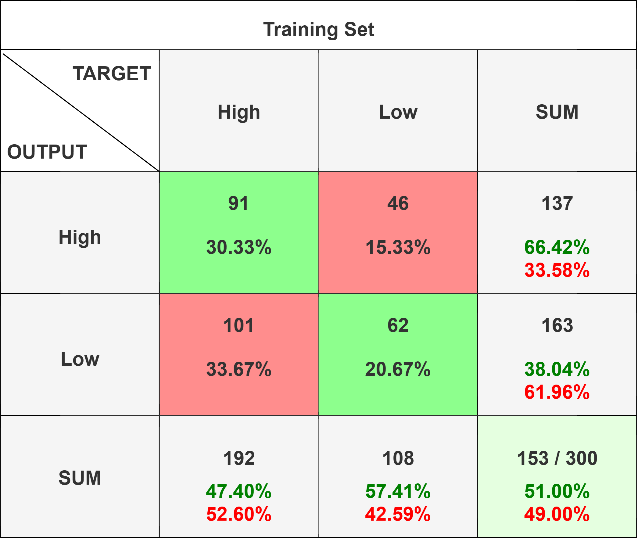 Training Set
TARGET
OUTPUT
High
Low
SUM
High
91
30.33%
46
15.33%
137
66.42%
33.58%
Low
101
33.67%
62
20.67%
163
38.04%
61.96%
SUM
192
47.40%
52.60%
108
57.41%
42.59%
153 / 300
51.00%
49.00%